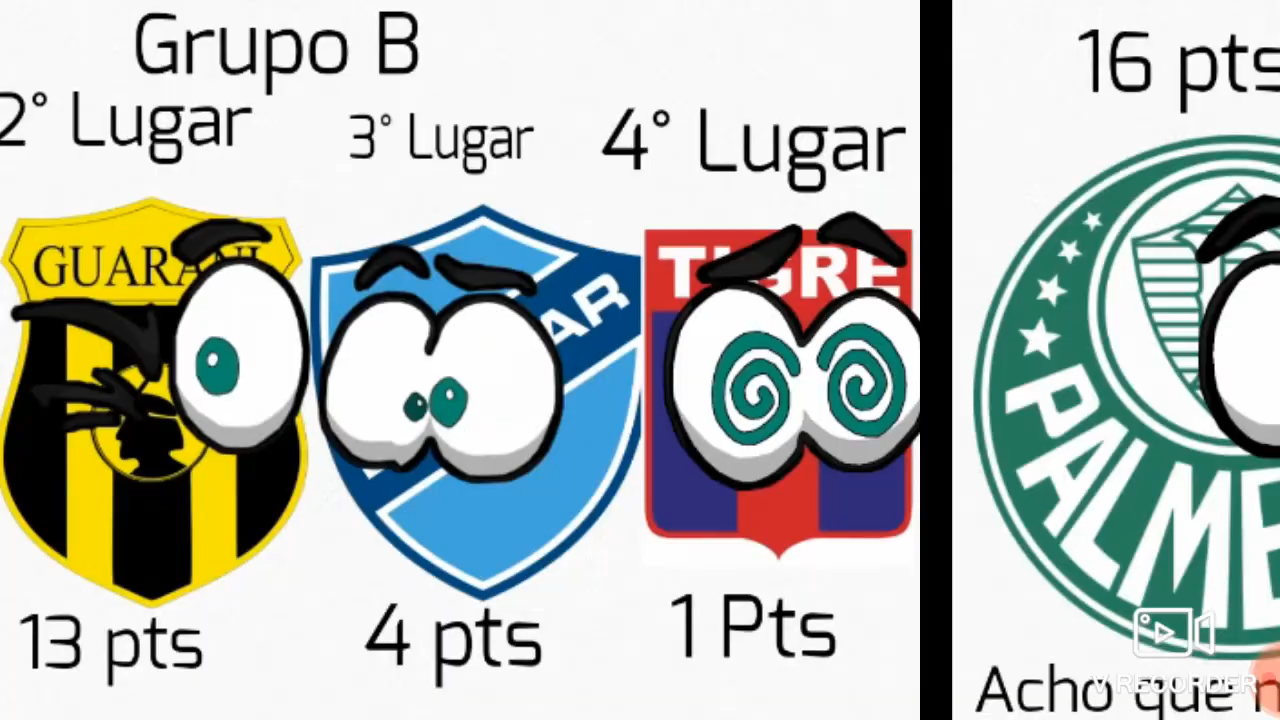 Grupo B
2° Lugar
3° Lugar
4° Lugar
GUARANI
AR
TIGRE
13 pts
4 pts
1 Pts
16 pts
PALME
V RECORDER
Acho que n